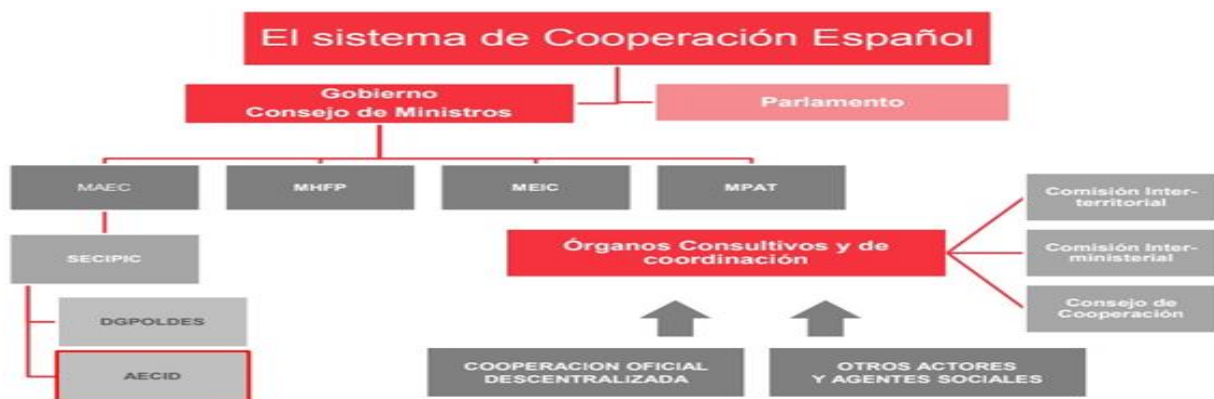 El sistema de Cooperación Español
Gobierno
Consejo de Ministros
Parlamento
MAEC
MHFP
MEIC
MPAT
Comisión Inter-
territorial
SECIPIC
Órganos Consultivos y de
coordinación
Comisión Inter-
ministerial
DGPOLDES
Consejo de
Cooperación
AECID
COOPERACION OFICIAL
DESCENTRALIZADA
OTROS ACTORES
Y AGENTES SOCIALES